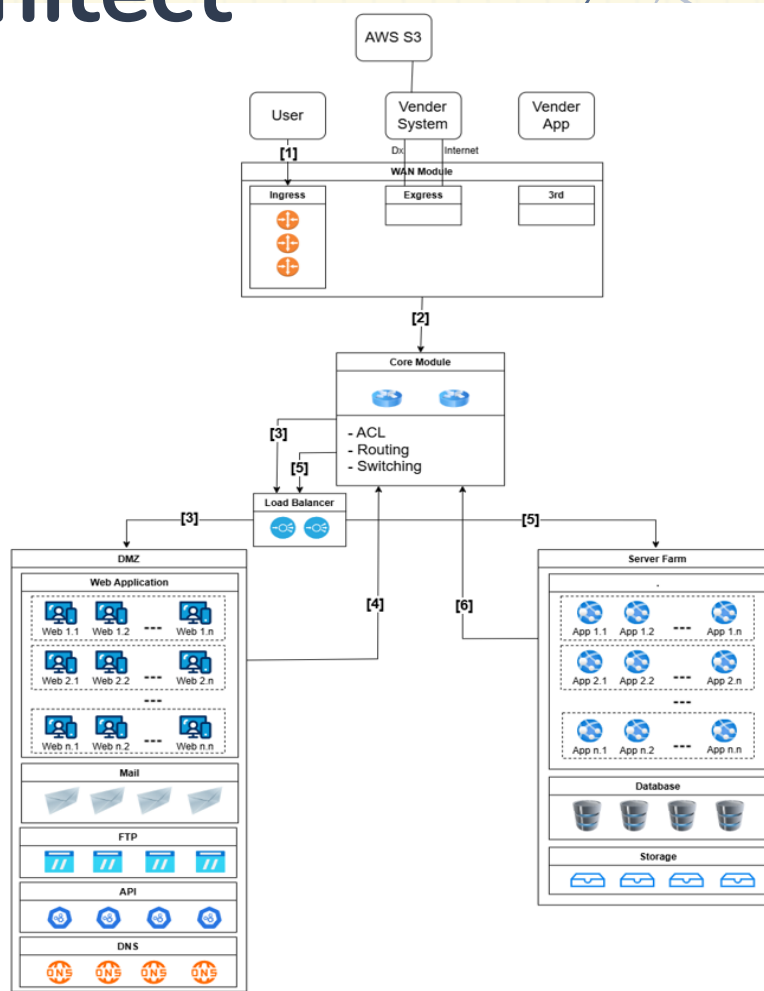 AWS S3
User
Vender
System
Vender
App
[1]
Dx
Internet
WAN Module
Ingress
Exgress
3rd
[2]
Core Module
[3]
[5]
- ACL
- Routing
- Switching
Load Balancer
[3]
[5]
DMZ
Server Farm
Web Application
.
Web 1.1 Web 1.2 --- Web 1.n
App 1.1 App 1.2 --- App 1.n
[4]
[6]
Web 2.1 Web 2.2 --- Web 2.n
App 2.1 App 2.2 --- App 2.n
---
---
Web n.1 Web n.2 --- Web n.n
App n.1 App n.2 --- App n.n
Mail
Database
FTP
Storage
API
DNS
DNS DNS DNS DNS